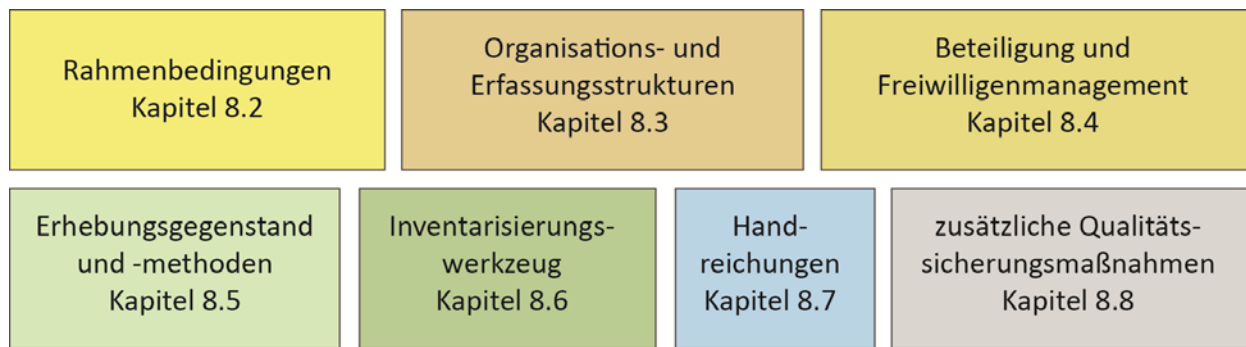 Rahmenbedingungen
Kapitel 8.2
Organisations- und
Erfassungsstrukturen
Kapitel 8.3
Beteiligung und
Freiwilligenmanagement
Kapitel 8.4
Erhebungsgegenstand
und -methoden
Kapitel 8.5
Inventarisierungs-
werkzeug
Kapitel 8.6
Hand-
reichungen
Kapitel 8.7
zusätzliche Qualitäts-
sicherungsmaßnahmen
Kapitel 8.8